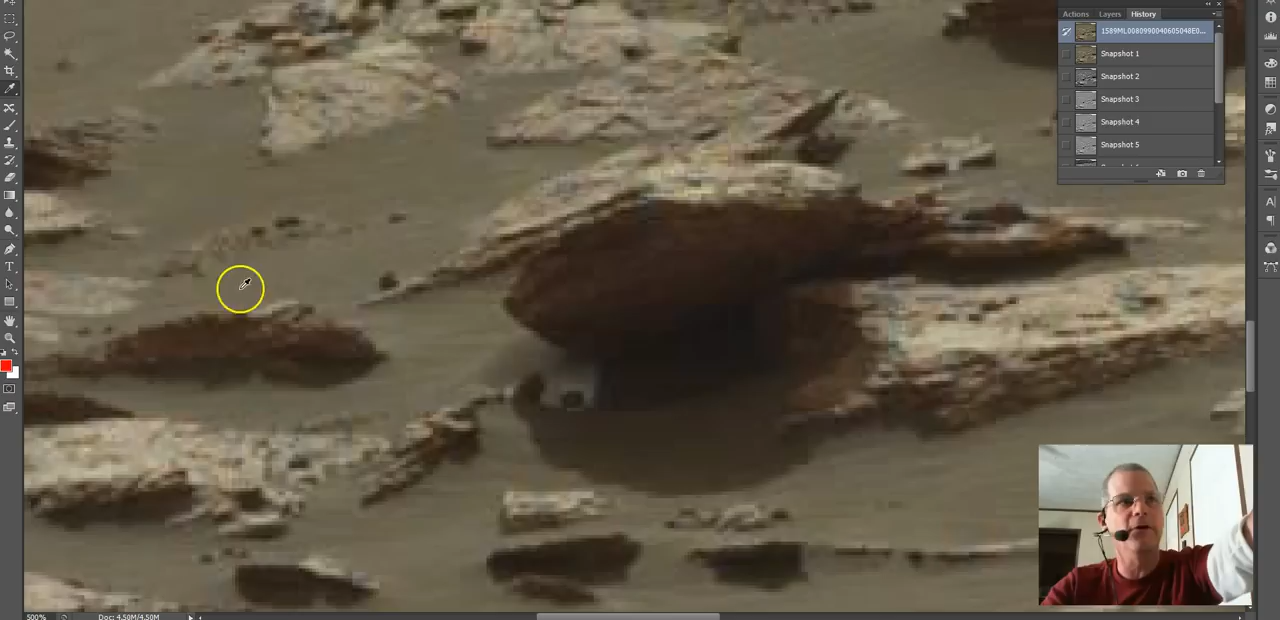 Actions Layers History
1589ML0080990040605048E0...
Snapshot 1
Snapshot 2
Snapshot 3
Snapshot 4
Snapshot 5
500%
Doc: 4.50M/4.50M